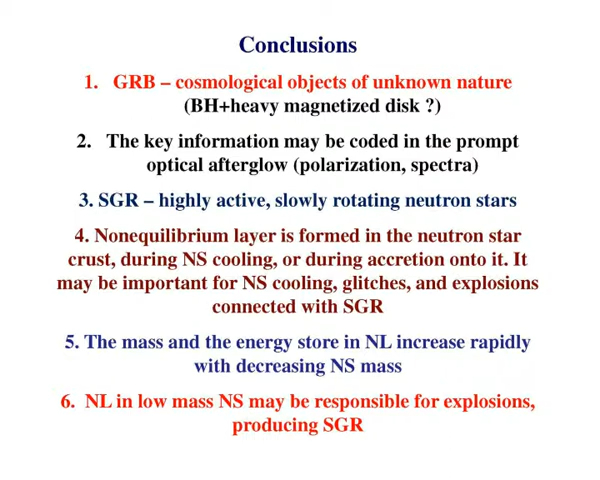 Conclusions
1. GRB – cosmological objects of unknown nature
(BH+heavy magnetized disk ?)
2. The key information may be coded in the prompt
optical afterglow (polarization, spectra)
3. SGR – highly active, slowly rotating neutron stars
4. Nonequilibrium layer is formed in the neutron star
crust, during NS cooling, or during accretion onto it. It
may be important for NS cooling, glitches, and explosions
connected with SGR
5. The mass and the energy store in NL increase rapidly
with decreasing NS mass
6. NL in low mass NS may be responsible for explosions,
producing SGR